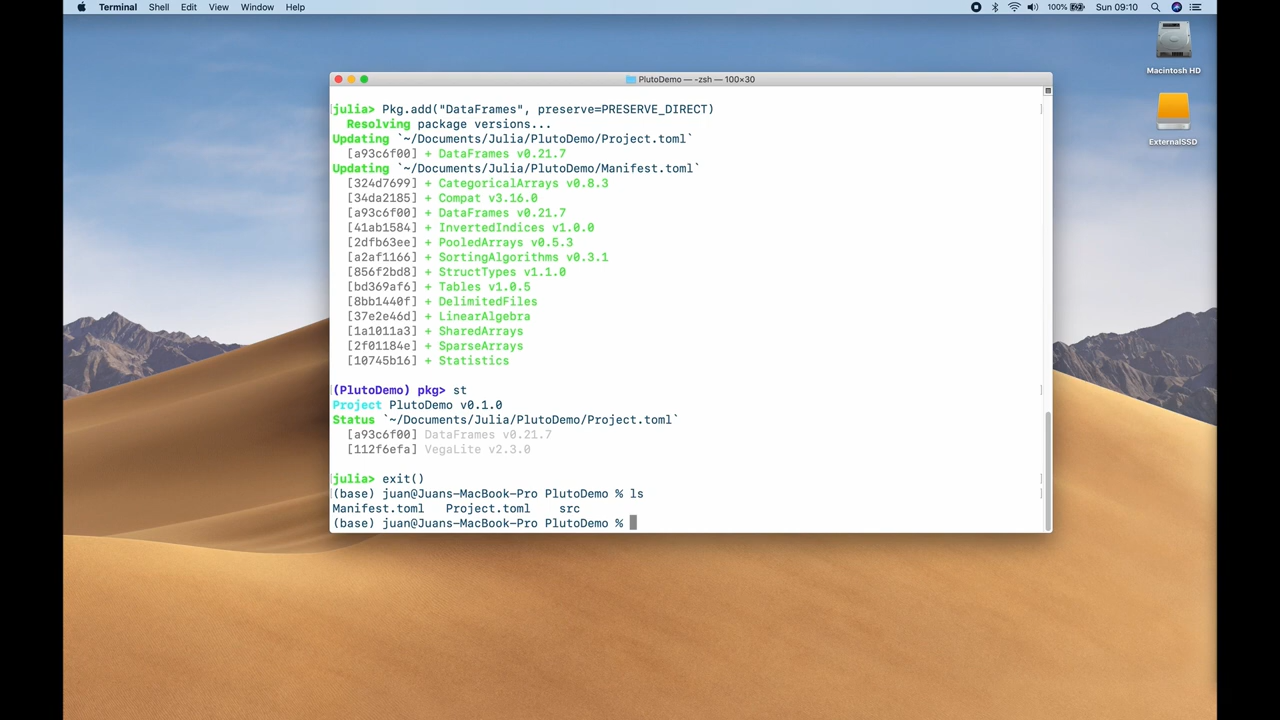 Terminal Shell Edit View Window Help 100% Sun 09:10
Macintosh HD
ExternalSSD
PlutoDemo — -zsh — 100×30
julia> Pkg.add("DataFrames", preserve=PRESERVE_DIRECT)
Resolving package versions...
Updating `~/Documents/Julia/PlutoDemo/Project.toml`
[a93c6f00] + DataFrames v0.21.7
Updating `~/Documents/Julia/PlutoDemo/Manifest.toml`
[324d7699] + CategoricalArrays v0.8.3
[34da2185] + Compat v3.16.0
[a93c6f00] + DataFrames v0.21.7
[41ab1584] + InvertedIndices v1.0.0
[2dfb63ee] + PooledArrays v0.5.3
[a2af1166] + SortingAlgorithms v0.3.1
[856f2bd8] + StructTypes v1.1.0
[bd369af6] + Tables v1.0.5
[8bb1440f] + DelimitedFiles
[37e2e46d] + LinearAlgebra
[1a1011a3] + SharedArrays
[2f01184e] + SparseArrays
[10745b16] + Statistics
(PlutoDemo) pkg> st
Project PlutoDemo v0.1.0
Status `~/Documents/Julia/PlutoDemo/Project.toml`
[a93c6f00] DataFrames v0.21.7
[112f6efa] VegaLite v2.3.0
julia> exit()
(base) juan@Juans-MacBook-Pro PlutoDemo % ls
Manifest.toml Project.toml src
(base) juan@Juans-MacBook-Pro PlutoDemo %